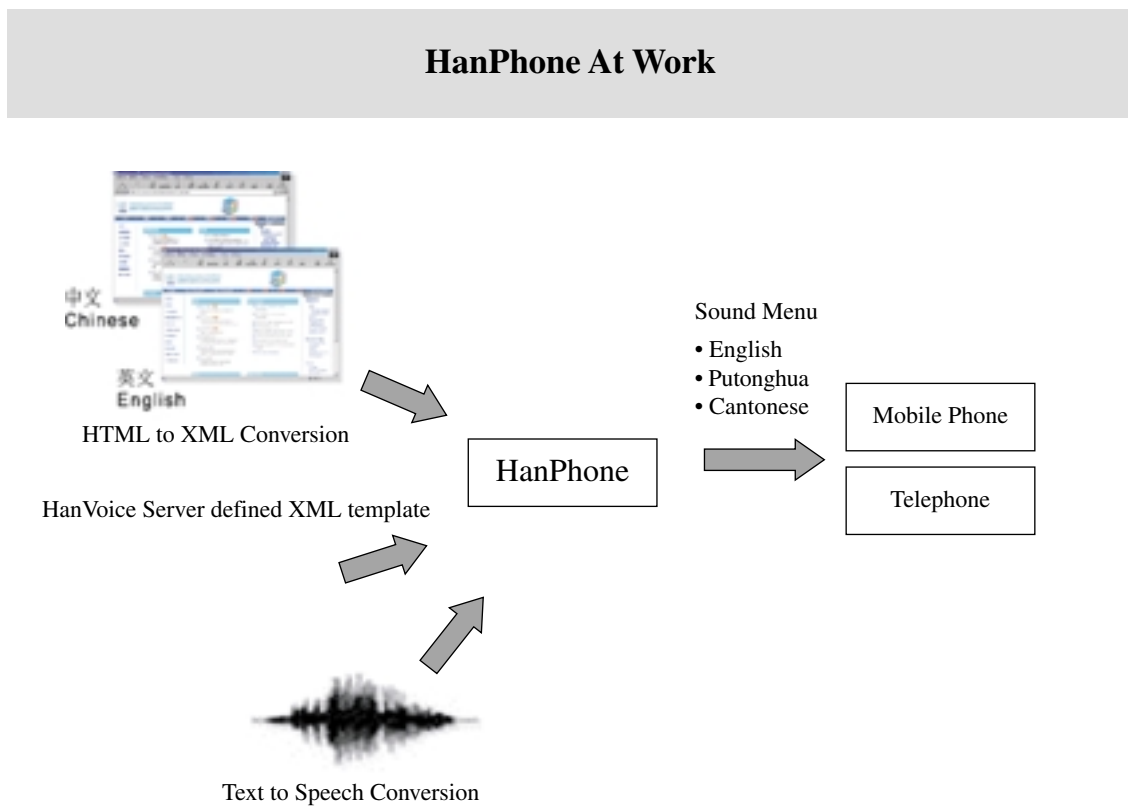 HanPhone At Work
中文
Chinese
英文
English
HTML to XML Conversion
HanVoice Server defined XML template
Text to Speech Conversion
HanPhone
Sound Menu
• English
• Putonghua
• Cantonese
Mobile Phone
Telephone